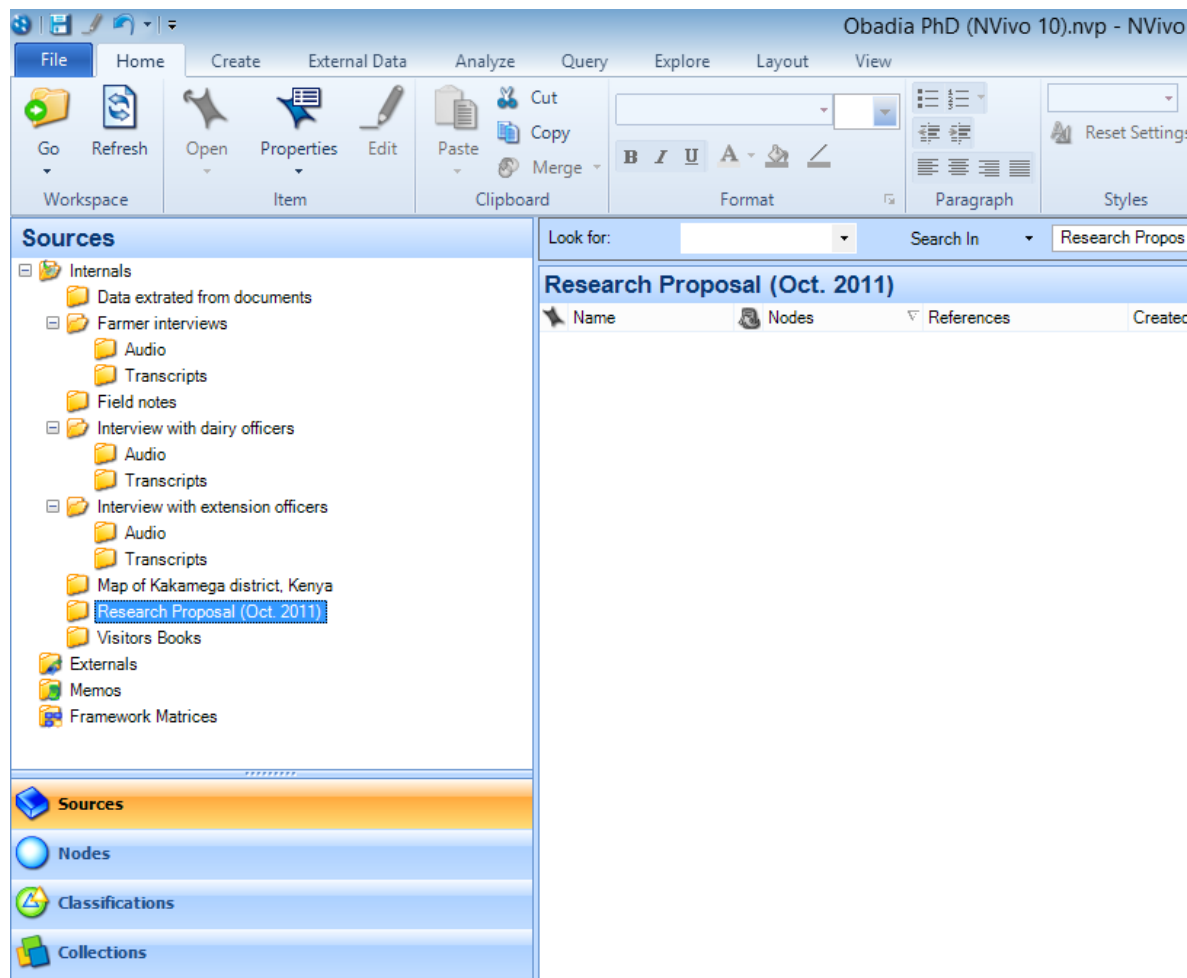 Obadia PhD (NVivo 10).nvp - NVivo
File Home Create External Data Analyze Query Explore Layout View
Go Refresh Open Properties Edit Paste Cut Copy Merge B I U A Reset Settings
Workspace Item Clipboard Format Paragraph Styles
Sources
Internals
Data extrated from documents
Farmer interviews
Audio
Transcripts
Field notes
Interview with dairy officers
Audio
Transcripts
Interview with extension officers
Audio
Transcripts
Map of Kakamega district, Kenya
Research Proposal (Oct. 2011)
Visitors Books
Externals
Memos
Framework Matrices
Sources
Nodes
Classifications
Collections
Look for: Search In Research Propos
Research Proposal (Oct. 2011)
Name Nodes References Created